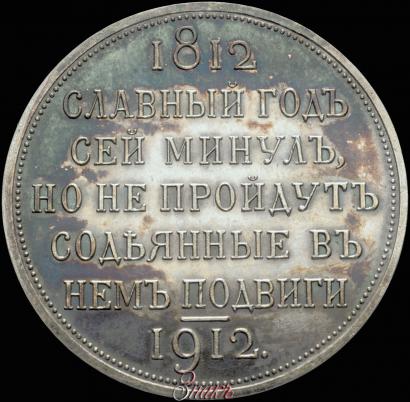 1812
СЛАВНЫЙ ГОДЪ
СЕЙ МИНУЛЪ,
НО НЕ ПРОЙДУТЪ
СОДѢЯННЫЕ ВЪ
НЕМЪ ПОДВИГИ
1912.
Знакъ